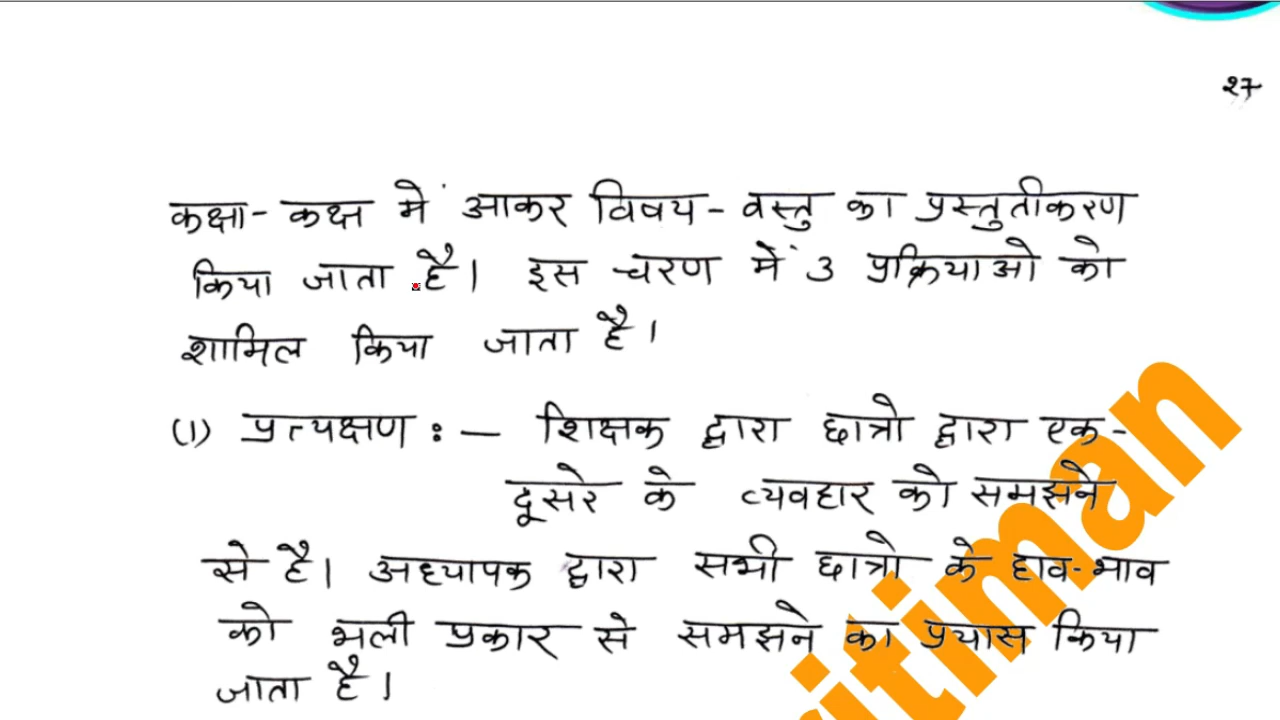 27
कक्षा-कक्ष में आकर विषय-वस्तु का प्रस्तुतीकरण
किया जाता है। इस चरण में 3 प्रक्रियाओ को
शामिल किया जाता है।
(1) प्रत्यक्षण :— शिक्षक द्वारा छात्रो द्वारा एक-
दूसरे के व्यवहार को समझने
से है। अध्यापक द्वारा सभी छात्रो के हाव-भाव
को भली प्रकार से समझने का प्रयास किया
जाता है।